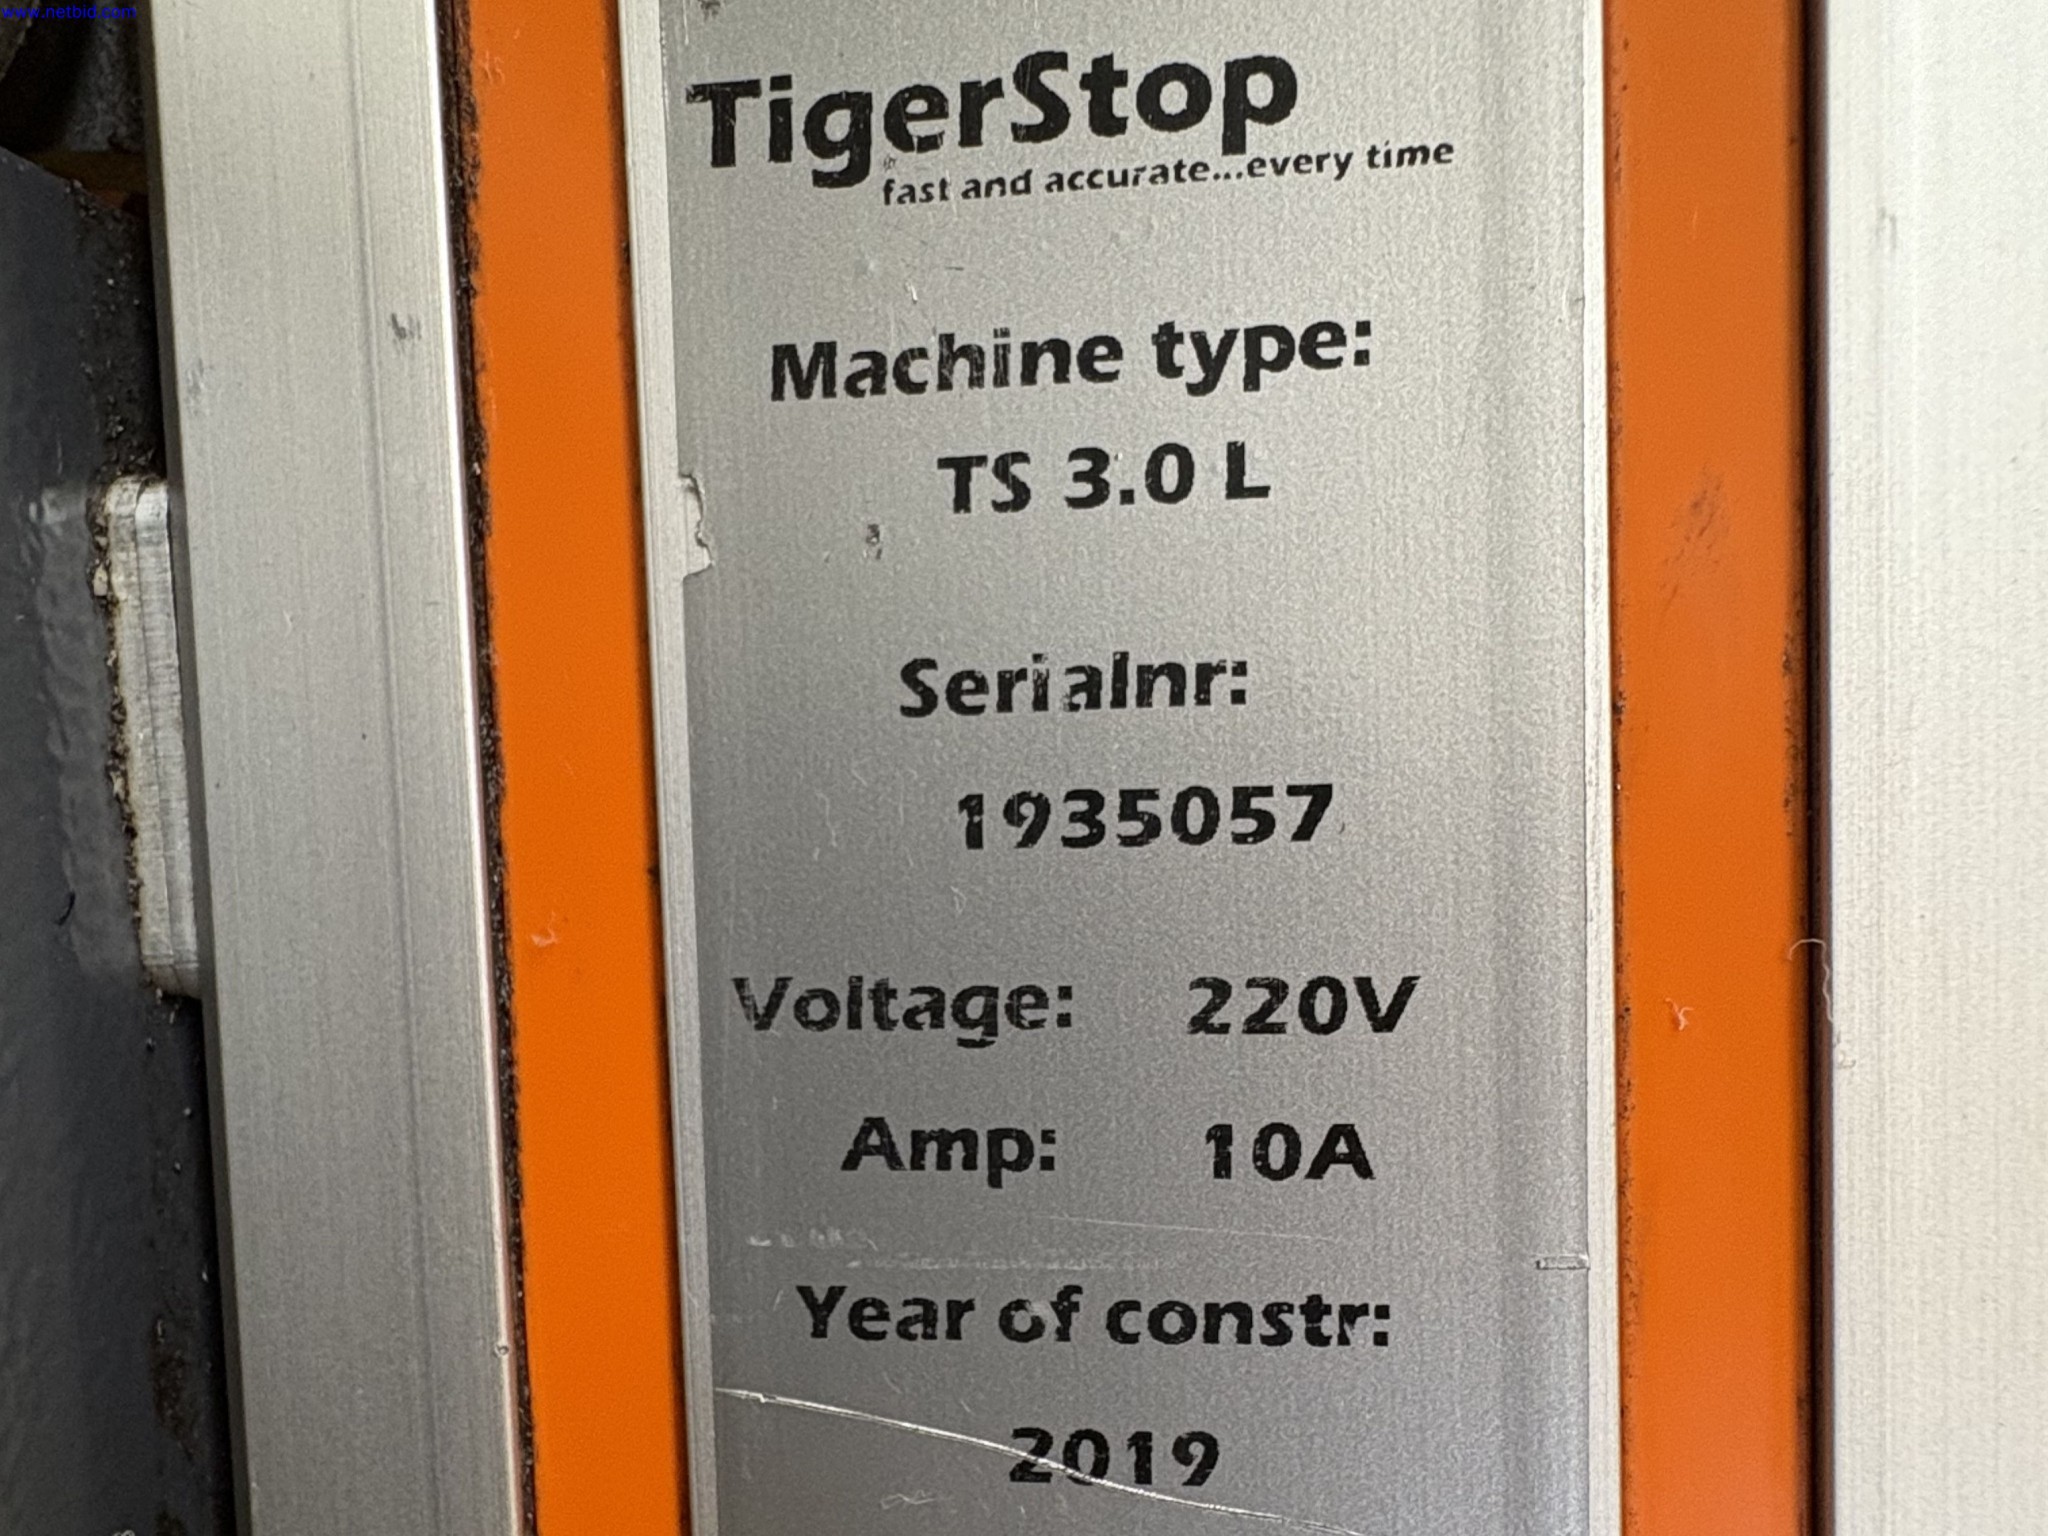 www.netbid.com
TigerStop
fast and accurate...every time
Machine type:
TS 3.0 L
Serialnr:
1935057
Voltage: 220V
Amp: 10A
Year of constr:
2019